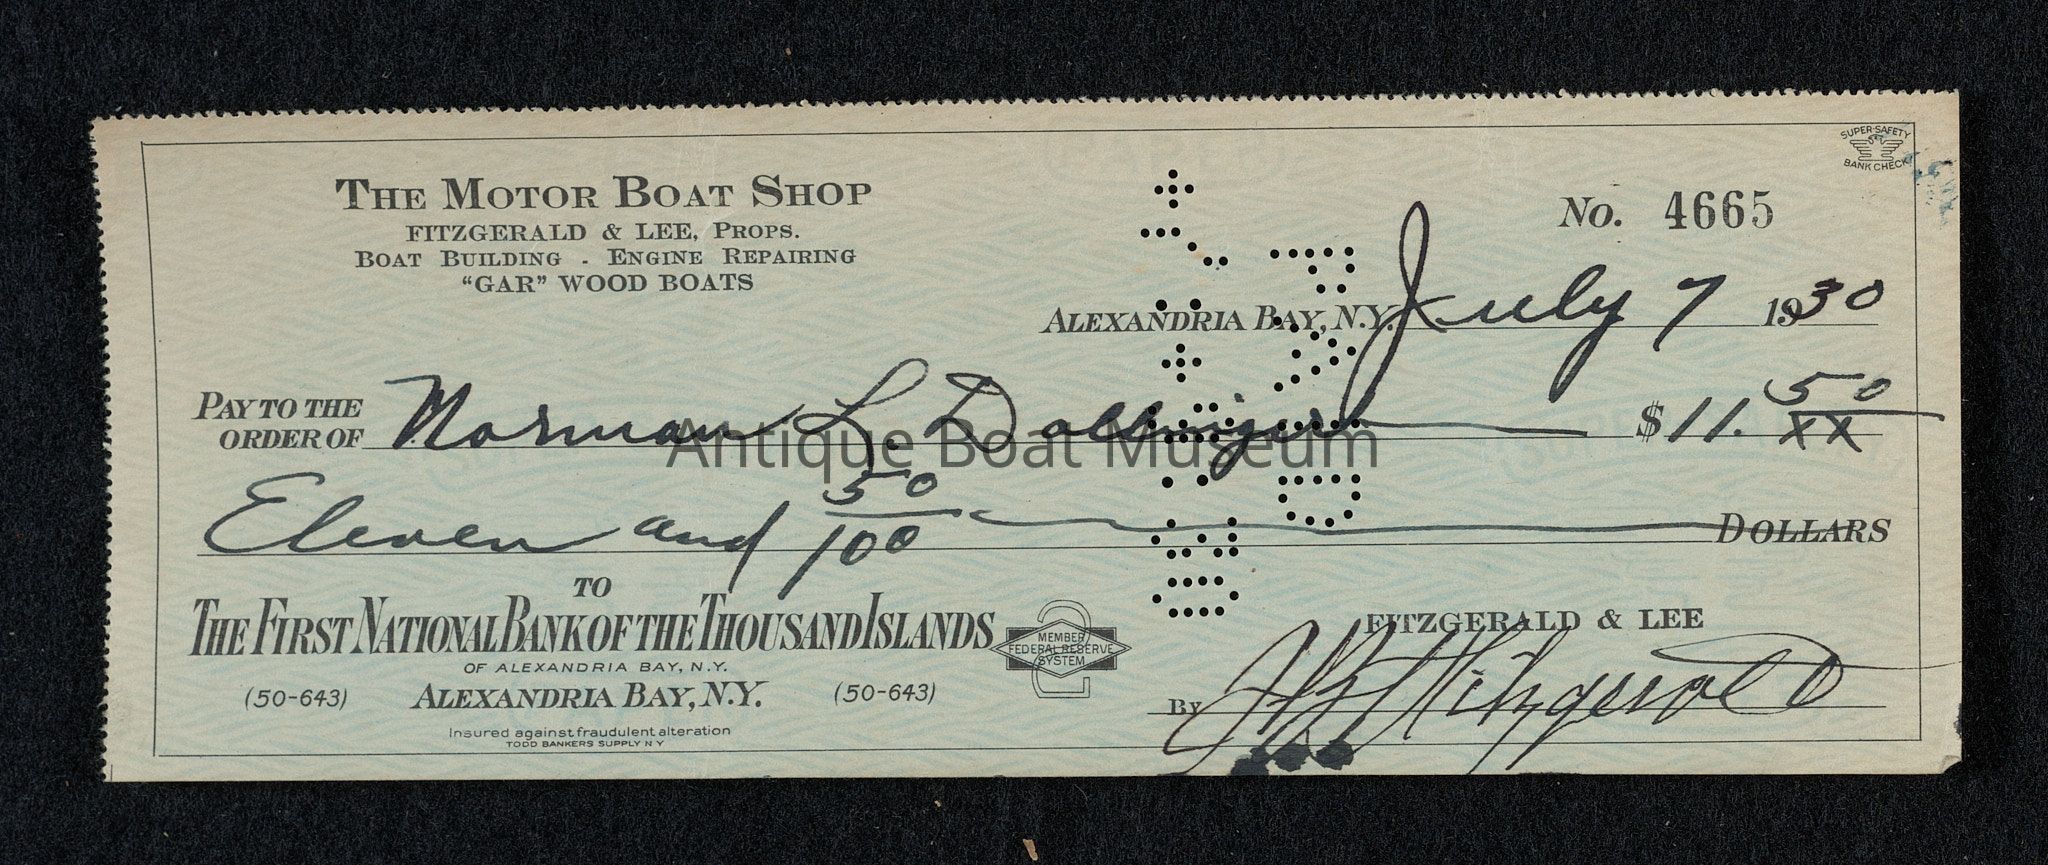 SUPER-SAFETY
BANK CHECK
THE MOTOR BOAT SHOP
FITZGERALD & LEE, PROPS.
BOAT BUILDING - ENGINE REPAIRING
"GAR" WOOD BOATS
No. 4665
ALEXANDRIA BAY, N.Y. July 7 1930
PAY TO THE
ORDER OF Norman L. $11. 50/XX
Antique Boat Museum
Eleven and 50/100 DOLLARS
TO
THE FIRST NATIONAL BANK OF THE THOUSAND ISLANDS
OF ALEXANDRIA BAY, N.Y.
(50-643) ALEXANDRIA BAY, N.Y. (50-643)
Insured against fraudulent alteration
TODD BANKERS SUPPLY N Y
MEMBER
FEDERAL RESERVE
SYSTEM
2
FITZGERALD & LEE
By Fitzgerald